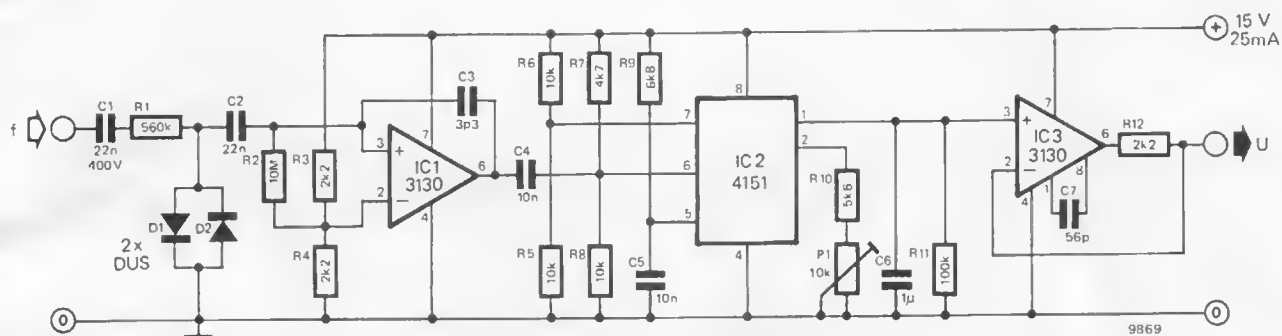 f
C1
22n
400V
R1
560k
D1
D2
2x
DUS
C2
22n
R2
10M
R3
2k2
R4
2k2
3
+
2
−
7
IC1
3130
6
4
C3
3p3
C4
10n
R6
10k
R7
4k7
R9
6k8
R5
10k
R8
10k
C5
10n
7
6
5
8
1
2
4
IC2
4151
R10
5k6
P1
10k
C6
1µ
R11
100k
3
+
2
−
7
IC3
3130
6
1
8
4
C7
56p
R12
2k2
U
+
15 V
25mA
0
0
9869